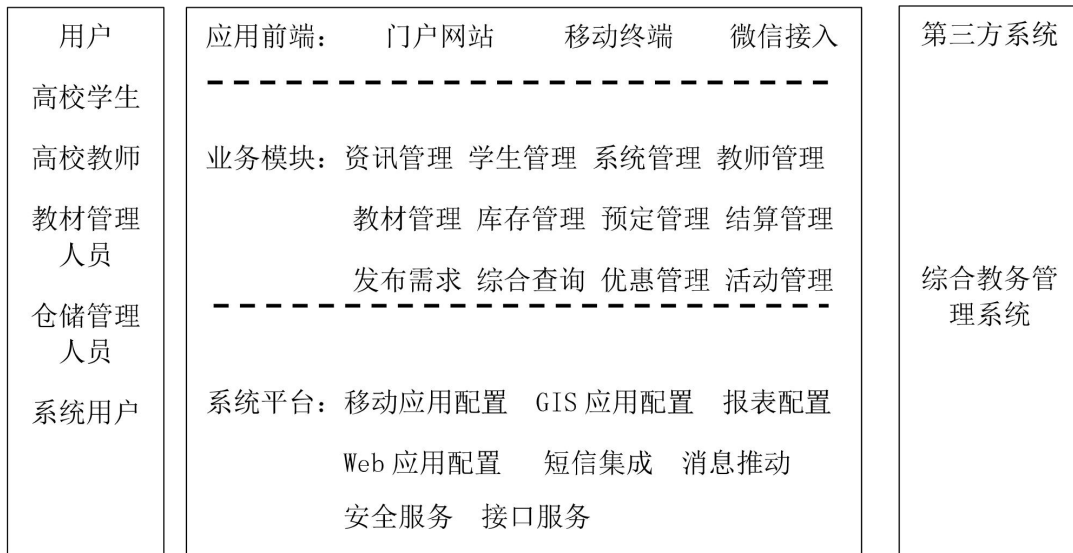 用户
高校学生
高校教师
教材管理
人员
仓储管理
人员
系统用户
应用前端： 门户网站 移动终端 微信接入
业务模块：资讯管理 学生管理 系统管理 教师管理
教材管理 库存管理 预定管理 结算管理
发布需求 综合查询 优惠管理 活动管理
系统平台：移动应用配置 GIS应用配置 报表配置
Web应用配置 短信集成 消息推动
安全服务 接口服务
第三方系统
综合教务管
理系统